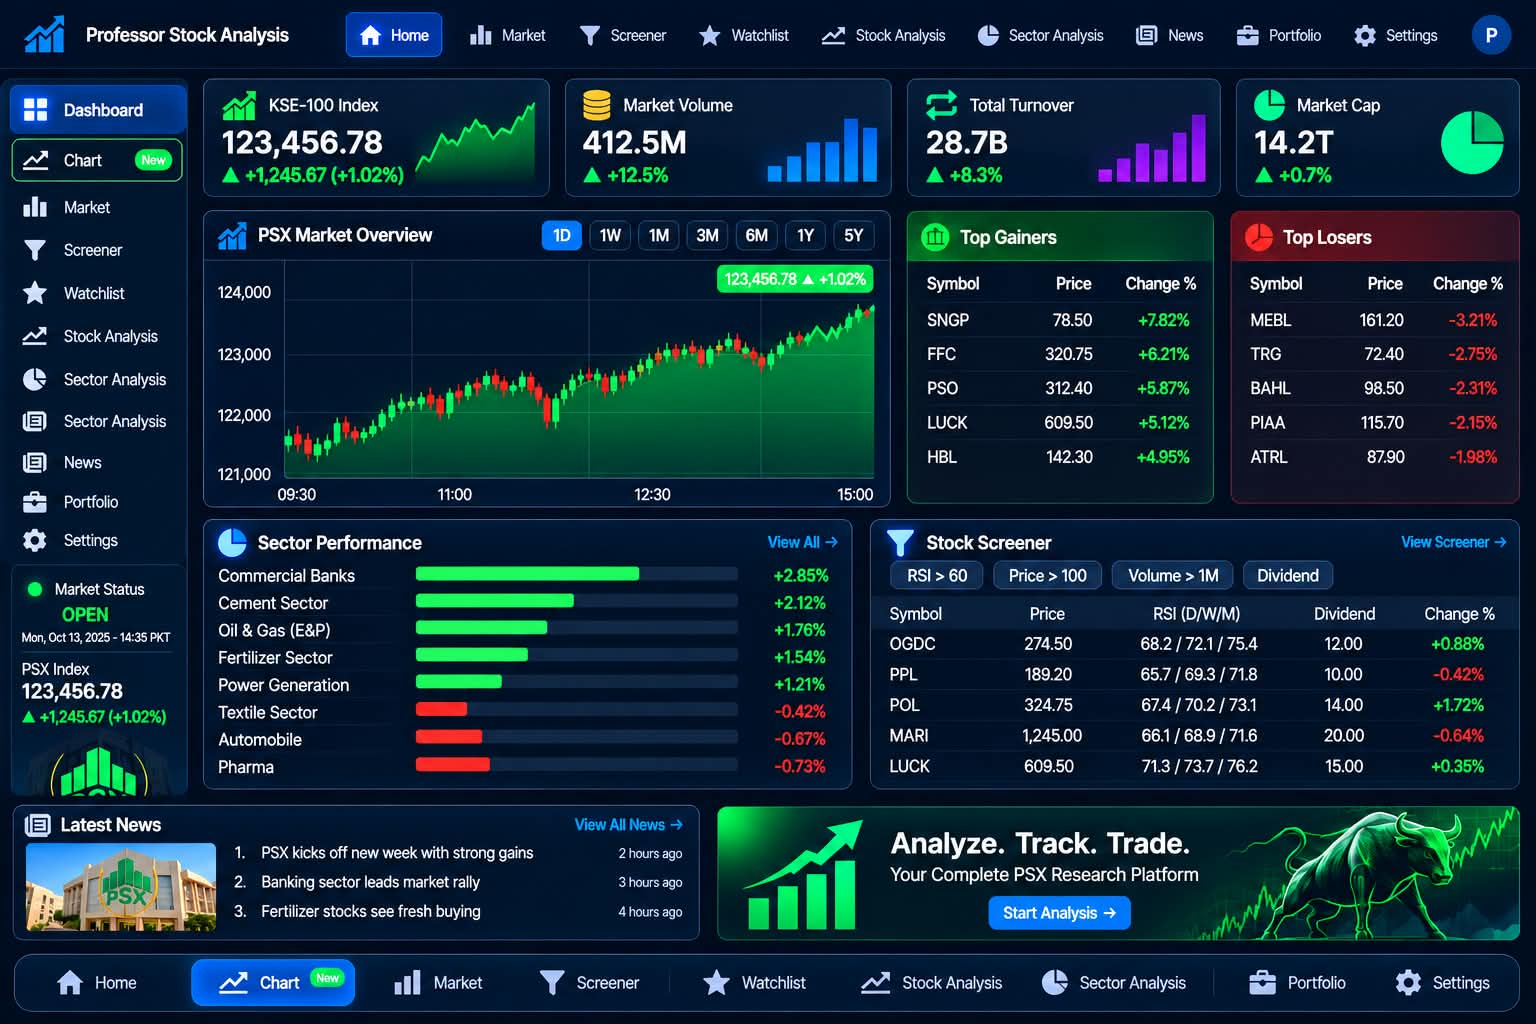 Professor Stock Analysis
Home
Market
Screener
Watchlist
Stock Analysis
Sector Analysis
News
Portfolio
Settings
P
Dashboard
Chart New
Market
Screener
Watchlist
Stock Analysis
Sector Analysis
Sector Analysis
News
Portfolio
Settings
Market Status
OPEN
Mon, Oct 13, 2025 - 14:35 PKT
PSX Index
123,456.78
▲ +1,245.67 (+1.02%)
KSE-100 Index
123,456.78
▲ +1,245.67 (+1.02%)
Market Volume
412.5M
▲ +12.5%
Total Turnover
28.7B
▲ +8.3%
Market Cap
14.2T
▲ +0.7%
PSX Market Overview
1D 1W 1M 3M 6M 1Y 5Y
123,456.78 ▲ +1.02%
124,000
123,000
122,000
121,000
09:30 11:00 12:30 15:00
Top Gainers
Symbol Price Change %
SNGP 78.50 +7.82%
FFC 320.75 +6.21%
PSO 312.40 +5.87%
LUCK 609.50 +5.12%
HBL 142.30 +4.95%
Top Losers
Symbol Price Change %
MEBL 161.20 -3.21%
TRG 72.40 -2.75%
BAHL 98.50 -2.31%
PIAA 115.70 -2.15%
ATRL 87.90 -1.98%
Sector Performance View All →
Commercial Banks +2.85%
Cement Sector +2.12%
Oil & Gas (E&P) +1.76%
Fertilizer Sector +1.54%
Power Generation +1.21%
Textile Sector -0.42%
Automobile -0.67%
Pharma -0.73%
Stock Screener View Screener →
RSI > 60 Price > 100 Volume > 1M Dividend
Symbol Price RSI (D/W/M) Dividend Change %
OGDC 274.50 68.2 / 72.1 / 75.4 12.00 +0.88%
PPL 189.20 65.7 / 69.3 / 71.8 10.00 -0.42%
POL 324.75 67.4 / 70.2 / 73.1 14.00 +1.72%
MARI 1,245.00 66.1 / 68.9 / 71.6 20.00 -0.64%
LUCK 609.50 71.3 / 73.7 / 76.2 15.00 +0.35%
Latest News View All News →
PSX
1. PSX kicks off new week with strong gains 2 hours ago
2. Banking sector leads market rally 3 hours ago
3. Fertilizer stocks see fresh buying 4 hours ago
Analyze. Track. Trade.
Your Complete PSX Research Platform
Start Analysis →
Home
Chart New
Market
Screener
Watchlist
Stock Analysis
Sector Analysis
Portfolio
Settings